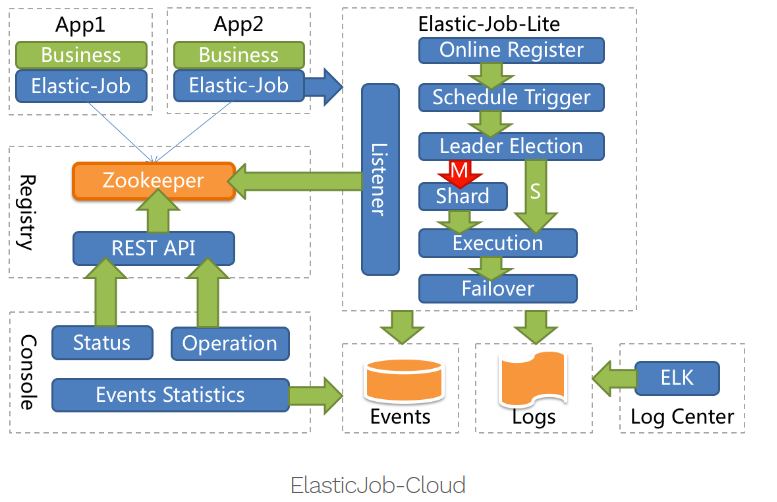 App1
Business
Elastic-Job
App2
Business
Elastic-Job
Elastic-Job-Lite
Online Register
Schedule Trigger
Leader Election
M
S
Shard
Execution
Failover
Listener
Registry
Zookeeper
REST API
Console
Status
Operation
Events Statistics
Events
Logs
ELK
Log Center
ElasticJob-Cloud